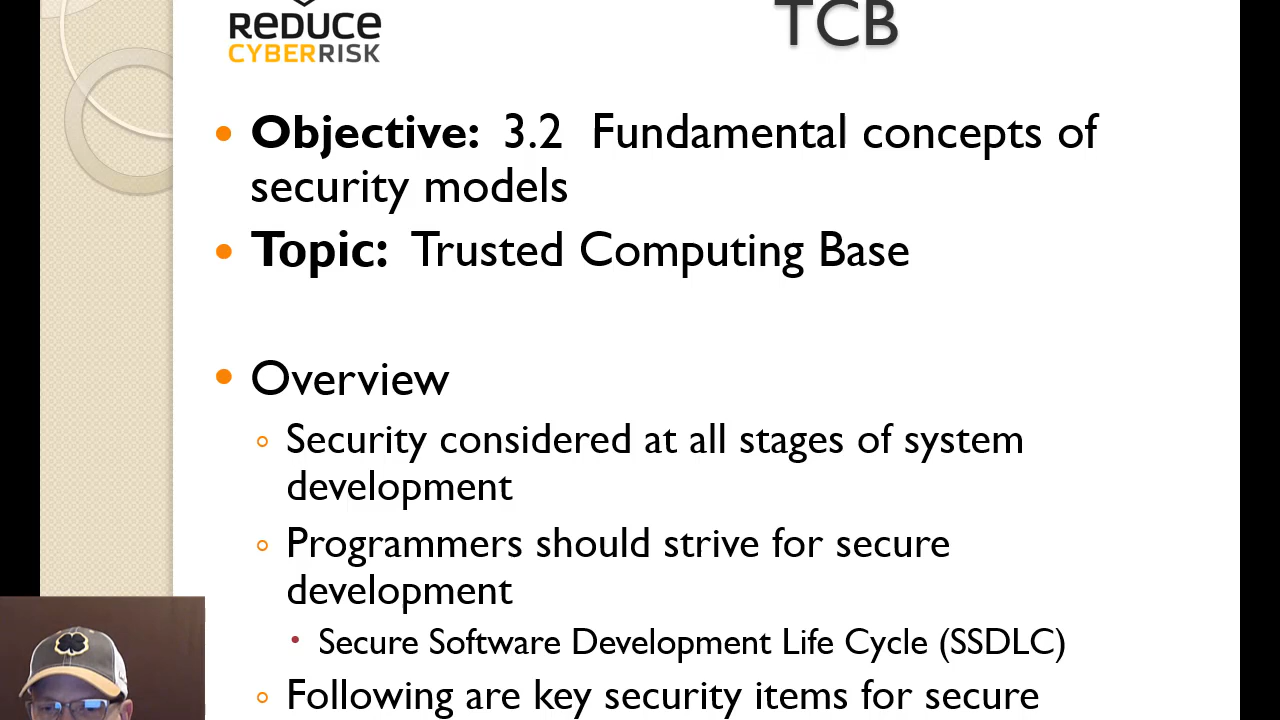 REDUCE
CYBERRISK
TCB
• Objective: 3.2 Fundamental concepts of
security models
• Topic: Trusted Computing Base
• Overview
◦ Security considered at all stages of system
development
◦ Programmers should strive for secure
development
• Secure Software Development Life Cycle (SSDLC)
◦ Following are key security items for secure